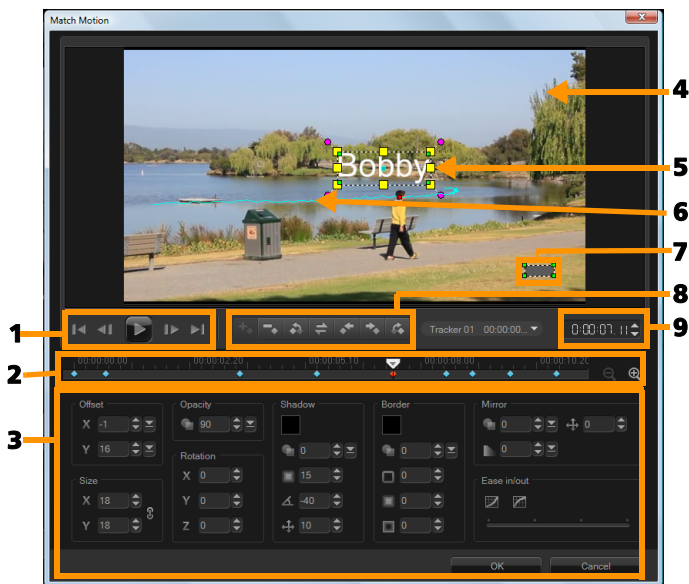 Match Motion
Bobby
4
5
6
7
8
9
1
2
3
Tracker 01 00:00:00...
0:00:07. 11
00:00:00.00 00:00:02.20 00:00:05.10 00:00:08.00 00:00:10.20
Offset
X -1
Y 16
Size
X 18
Y 18
Opacity
90
Rotation
X 0
Y 0
Z 0
Shadow
0
15
-40
10
Border
0
0
0
0
Mirror
0 0
0
Ease in/out
OK Cancel